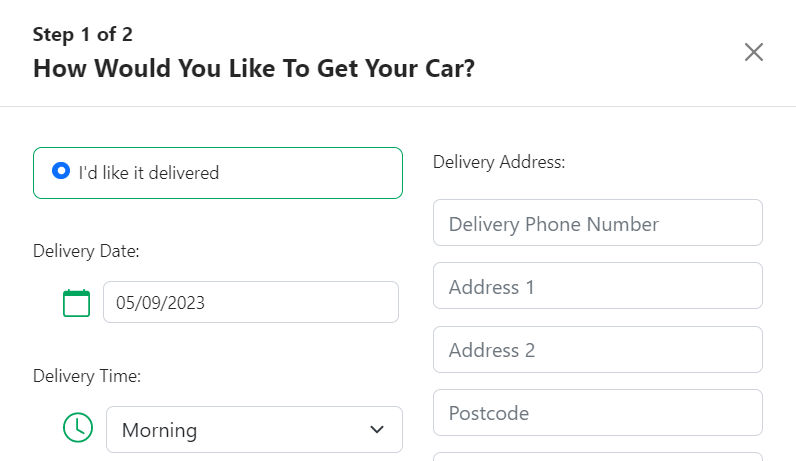 Step 1 of 2
How Would You Like To Get Your Car?
I'd like it delivered
Delivery Date:
05/09/2023
Delivery Time:
Morning
Delivery Address:
Delivery Phone Number
Address 1
Address 2
Postcode